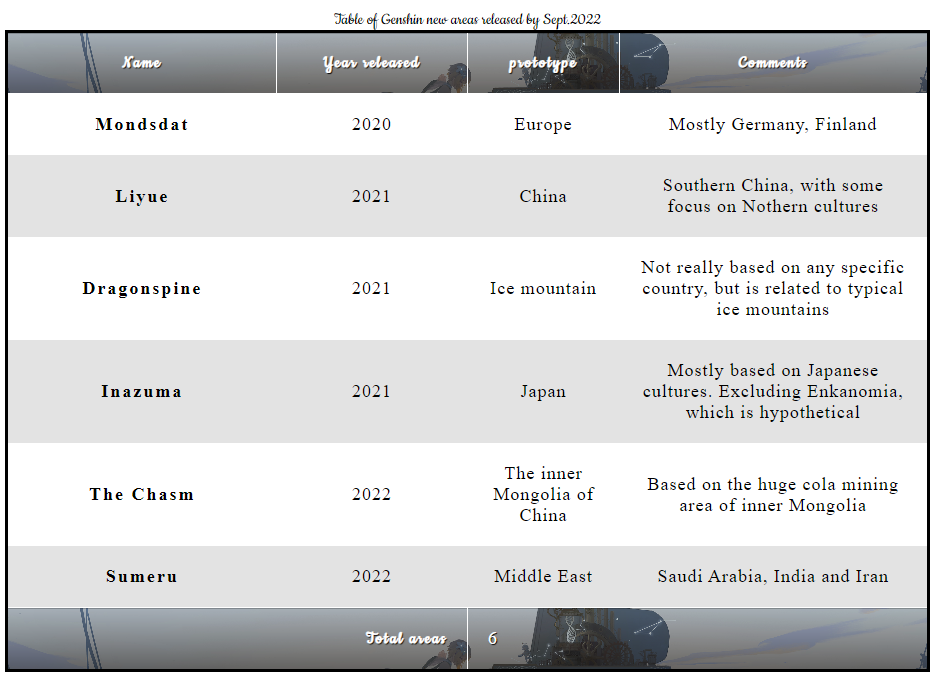 Table of Genshin new areas released by Sept.2022
Name Year released prototype Comments
Mondsdat 2020 Europe Mostly Germany, Finland
Liyue 2021 China Southern China, with some
focus on Nothern cultures
Dragonspine 2021 Ice mountain Not really based on any specific
country, but is related to typical
ice mountains
Inazuma 2021 Japan Mostly based on Japanese
cultures. Excluding Enkanomia,
which is hypothetical
The Chasm 2022 The inner
Mongolia of
China
Based on the huge cola mining
area of inner Mongolia
Sumeru 2022 Middle East Saudi Arabia, India and Iran
Total areas 6